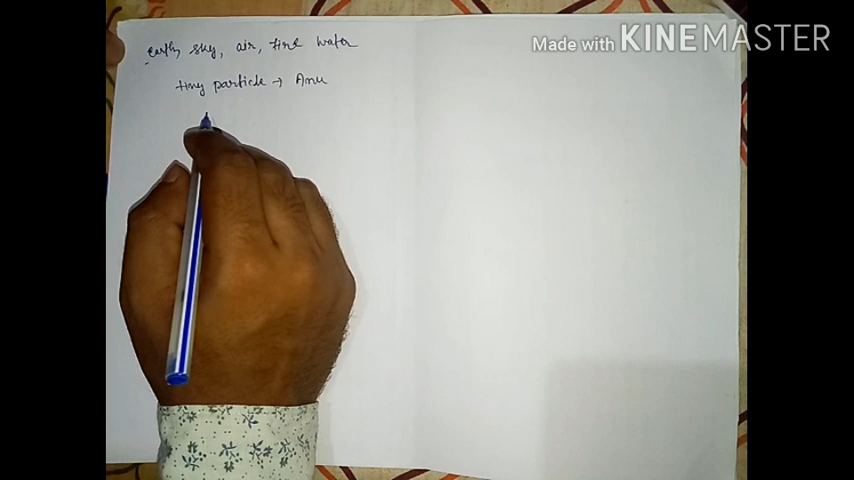 Made with KINEMASTER
Earth, sky, air, fire water
tiny particle → Anu